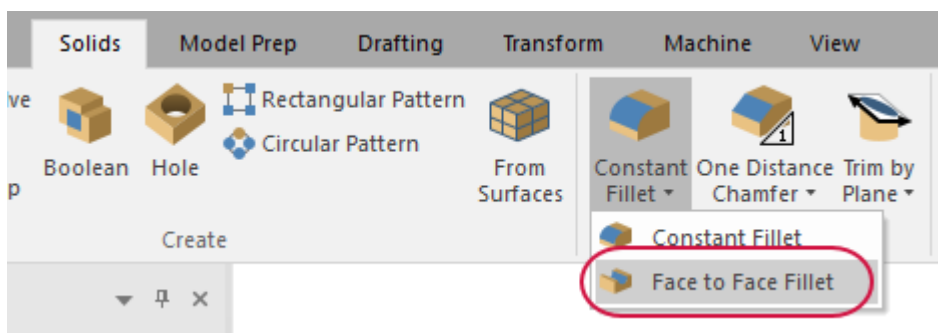 Solids Model Prep Drafting Transform Machine View
Rectangular Pattern
Circular Pattern
Boolean Hole
From
Surfaces
Constant
Fillet
One Distance
Chamfer
1
Trim by
Plane
Create
Constant Fillet
Face to Face Fillet